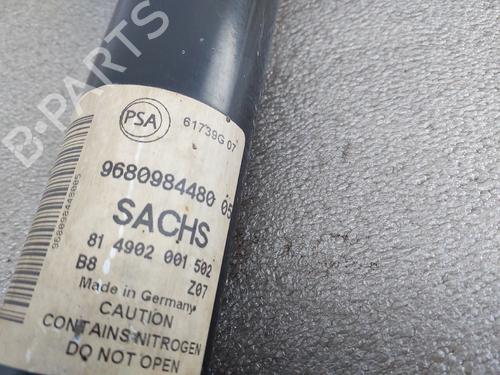 PSA
61739G 07
9680984480 05
SACHS
81 4902 001 502
B8 Z07
Made in Germany
CAUTION
CONTAINS NITROGEN
DO NOT OPEN
968098448005
B-PARTS